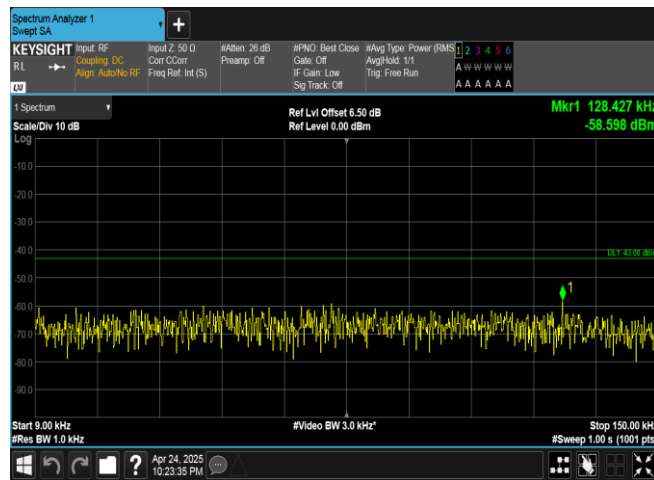 Spectrum Analyzer 1
Swept SA
+
KEYSIGHT Input: RF Input Z: 50 Ω #Atten: 26 dB #PNO: Best Close #Avg Type: Power (RMS 1 2 3 4 5 6
RL Coupling: DC Corr CCorr Preamp: Off Gate: Off Avg|Hold: 1/1 A W W W W W
Align: Auto/No RF Freq Ref: Int (S) IF Gain: Low Trig: Free Run
LXI Sig Track: Off A A A A A A
1 Spectrum Ref Lvl Offset 6.50 dB Mkr1 128.427 kHz
Scale/Div 10 dB Ref Level 0.00 dBm -58.598 dBm
Log
-10.0
-20.0
-30.0
-40.0
DL1 -43.00 dBm
-50.0
1
-60.0
-70.0
-80.0
-90.0
Start 9.00 kHz #Video BW 3.0 kHz* Stop 150.00 kHz
#Res BW 1.0 kHz #Sweep 1.00 s (1001 pts)
? Apr 24, 2025
10:23:35 PM